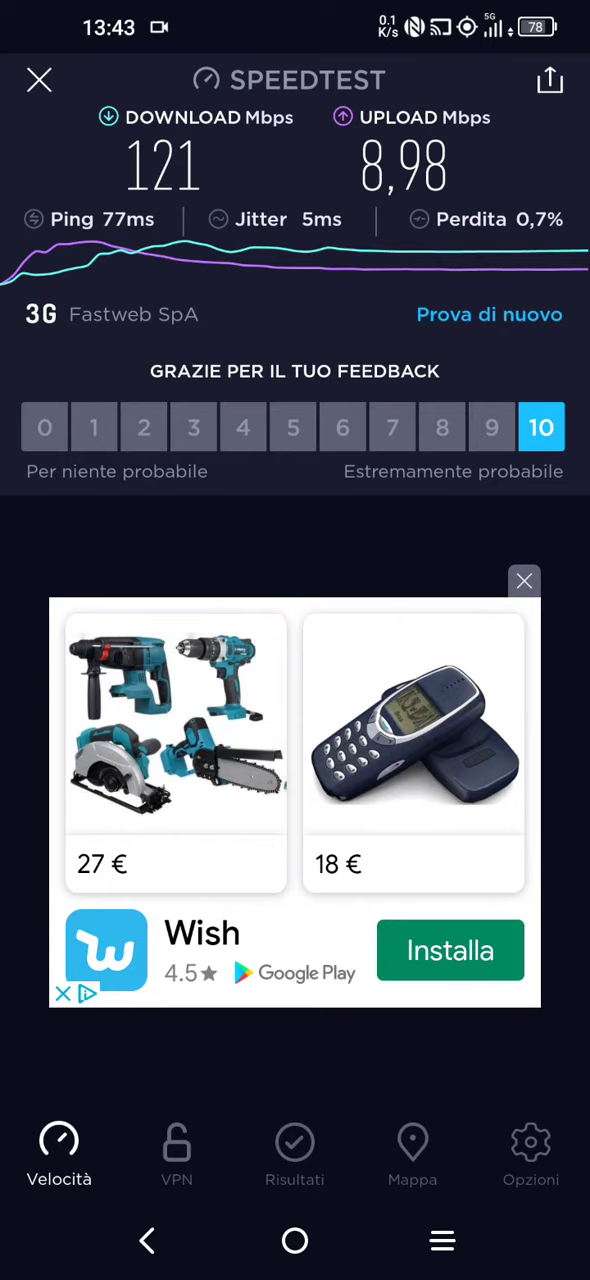 13:43
0.1
K/s
5G
78
SPEEDTEST
DOWNLOAD Mbps
UPLOAD Mbps
121
8,98
Ping 77ms
Jitter 5ms
Perdita 0,7%
3G Fastweb SpA
Prova di nuovo
GRAZIE PER IL TUO FEEDBACK
0 1 2 3 4 5 6 7 8 9 10
Per niente probabile
Estremamente probabile
27 €
18 €
Wish
4.5★ Google Play
Installa
Velocità
VPN
Risultati
Mappa
Opzioni